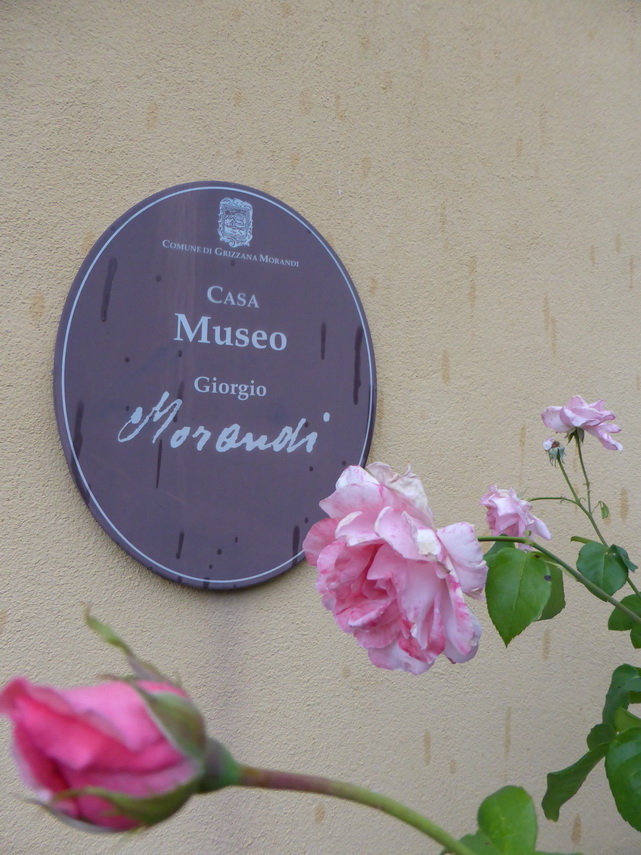 Comune di Grizzana Morandi
Casa
Museo
Giorgio
Morandi